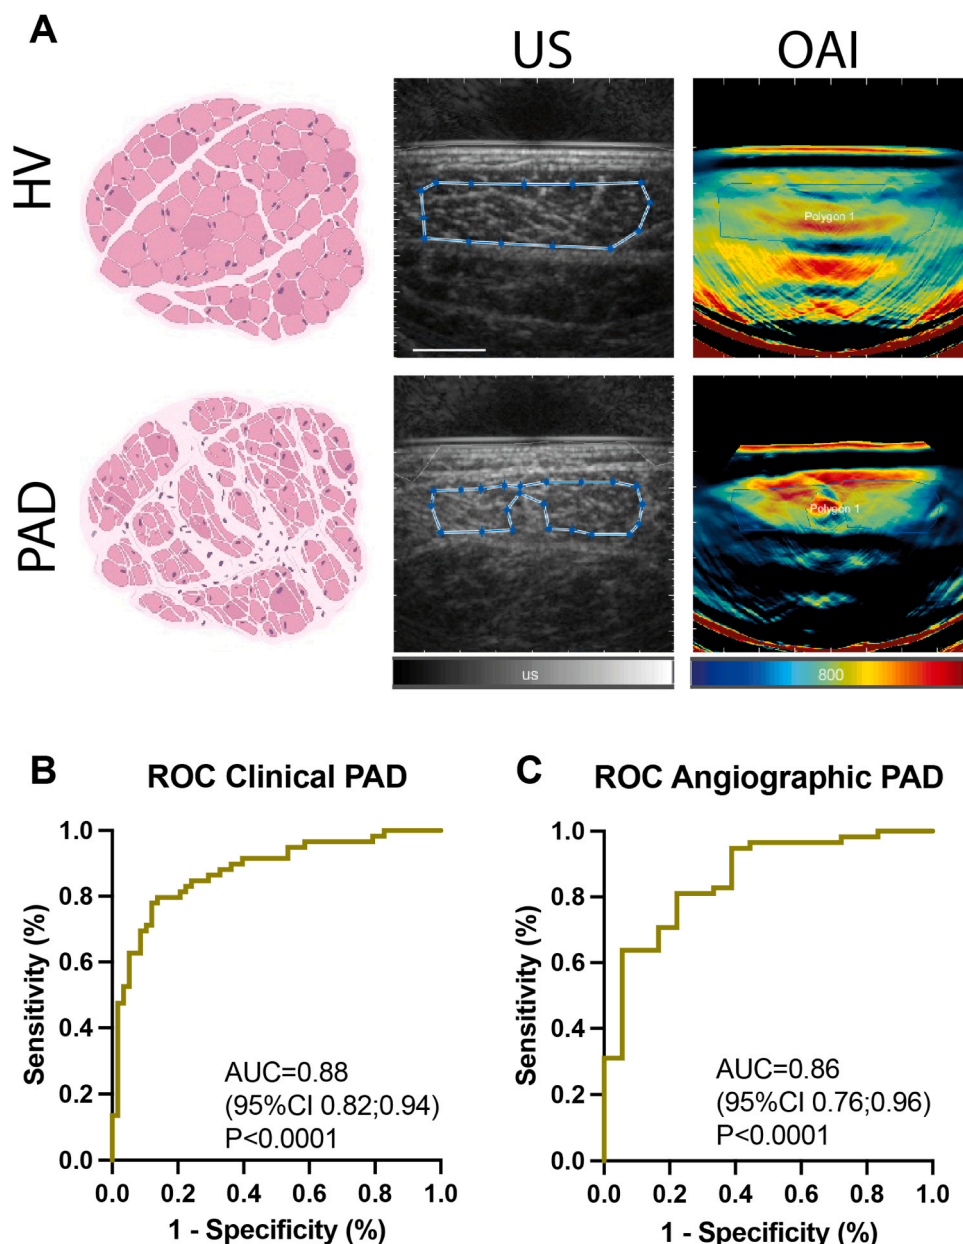 A
US
OAI
HV
Polygon 1
PAD
Polygon 1
us
800
B
ROC Clinical PAD
1.0
0.8
0.6
0.4
0.2
0.0
Sensitivity (%)
AUC=0.88
(95%CI 0.82;0.94)
P<0.0001
0.0 0.2 0.4 0.6 0.8 1.0
1 - Specificity (%)
C
ROC Angiographic PAD
1.0
0.8
0.6
0.4
0.2
0.0
Sensitivity (%)
AUC=0.86
(95%CI 0.76;0.96)
P<0.0001
0.0 0.2 0.4 0.6 0.8 1.0
1 - Specificity (%)